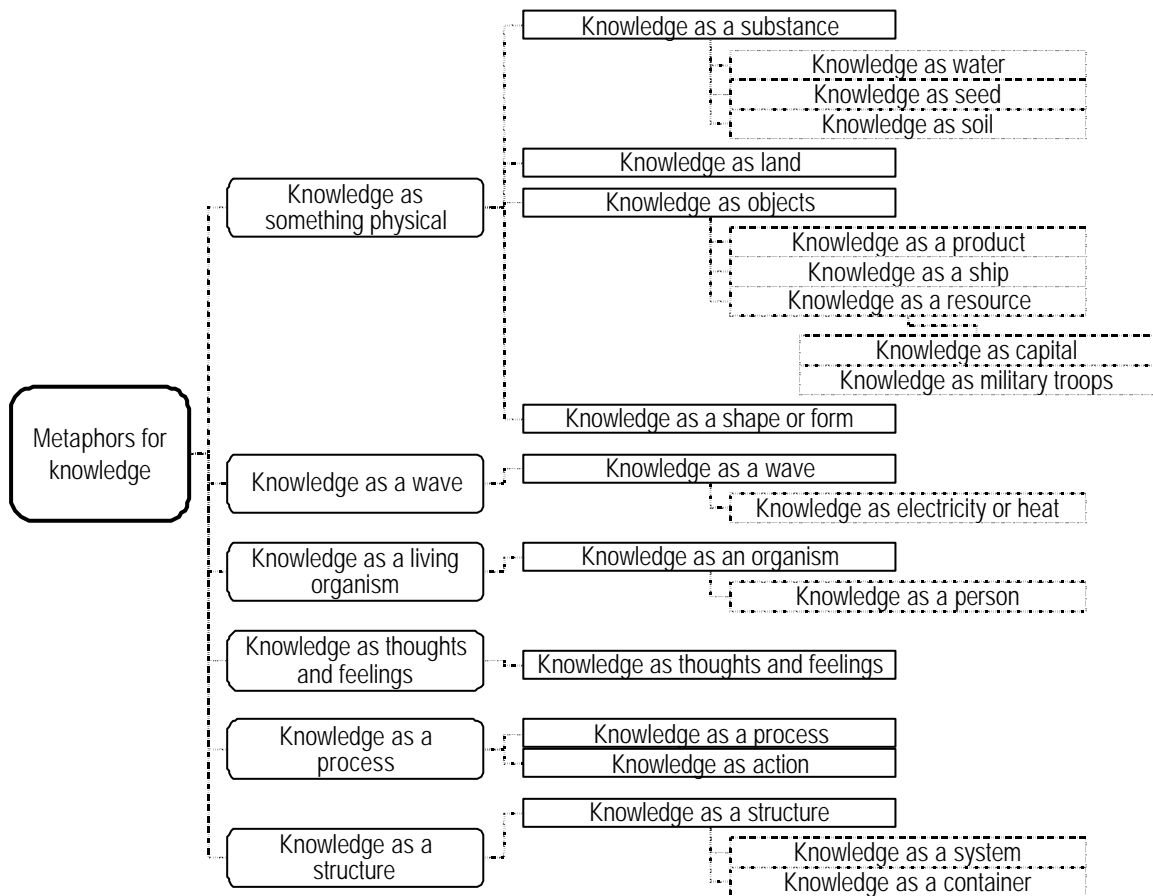 Knowledge as a substance
Knowledge as water
Knowledge as seed
Knowledge as soil
Knowledge as land
Knowledge as
something physical
Knowledge as objects
Knowledge as a product
Knowledge as a ship
Knowledge as a resource
Knowledge as capital
Knowledge as military troops
Knowledge as a shape or form
Metaphors for
knowledge
Knowledge as a wave
Knowledge as a wave
Knowledge as electricity or heat
Knowledge as a living
organism
Knowledge as an organism
Knowledge as a person
Knowledge as thoughts
and feelings
Knowledge as thoughts and feelings
Knowledge as a
process
Knowledge as a process
Knowledge as action
Knowledge as a
structure
Knowledge as a structure
Knowledge as a system
Knowledge as a container